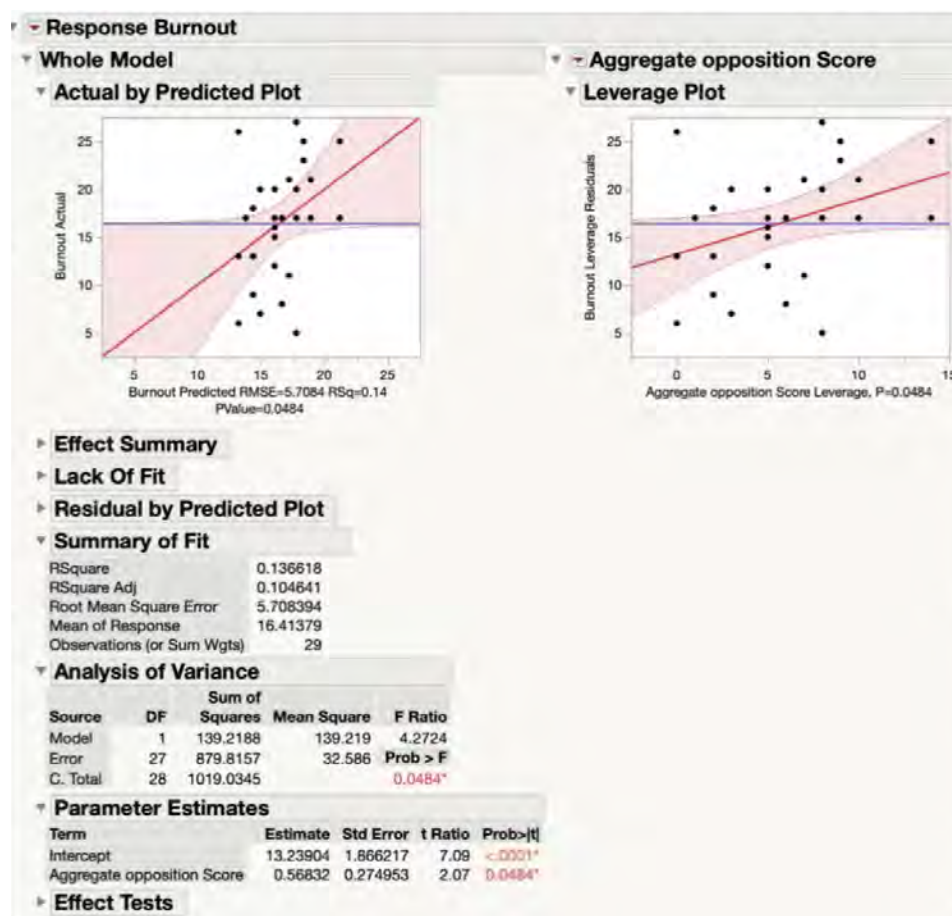 Response Burnout
Whole Model
Actual by Predicted Plot
Burnout Actual
25
20
15
10
5
5 10 15 20 25
Burnout Predicted RMSE=5.7084 RSq=0.14
PValue=0.0484
Aggregate opposition Score
Leverage Plot
Burnout Leverage Residuals
25
20
15
10
5
0 5 10 15
Aggregate opposition Score Leverage, P=0.0484
Effect Summary
Lack Of Fit
Residual by Predicted Plot
Summary of Fit
RSquare 0.136618
RSquare Adj 0.104641
Root Mean Square Error 5.708394
Mean of Response 16.41379
Observations (or Sum Wgts) 29
Analysis of Variance
Sum of
Source DF Squares Mean Square F Ratio
Model 1 139.2188 139.219 4.2724
Error 27 879.8157 32.586 Prob > F
C. Total 28 1019.0345 0.0484*
Parameter Estimates
Term Estimate Std Error t Ratio Prob>|t|
Intercept 13.23904 1.866217 7.09 <.0001*
Aggregate opposition Score 0.56832 0.274953 2.07 0.0484*
Effect Tests